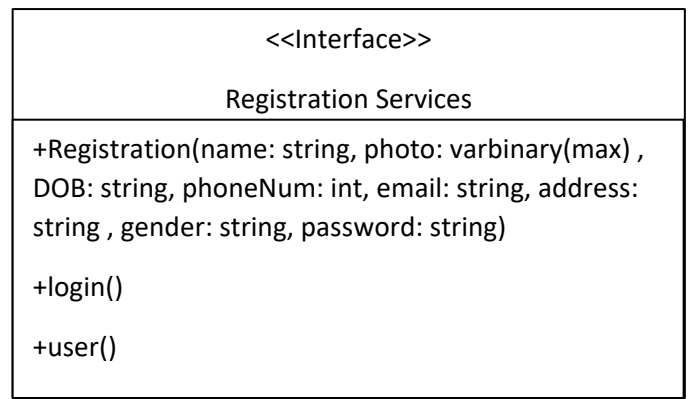 <<Interface>>
Registration Services
+Registration(name: string, photo: varbinary(max) ,
DOB: string, phoneNum: int, email: string, address:
string , gender: string, password: string)
+login()
+user()